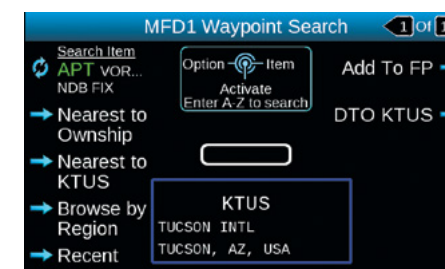 MFD1 Waypoint Search
1 Of 1
Search Item
APT VOR...
NDB FIX
Option Item
Activate
Enter A-Z to search
Add To FP
DTO KTUS
Nearest to
Ownship
Nearest to
KTUS
Browse by
Region
Recent
KTUS
TUCSON INTL
TUCSON, AZ, USA